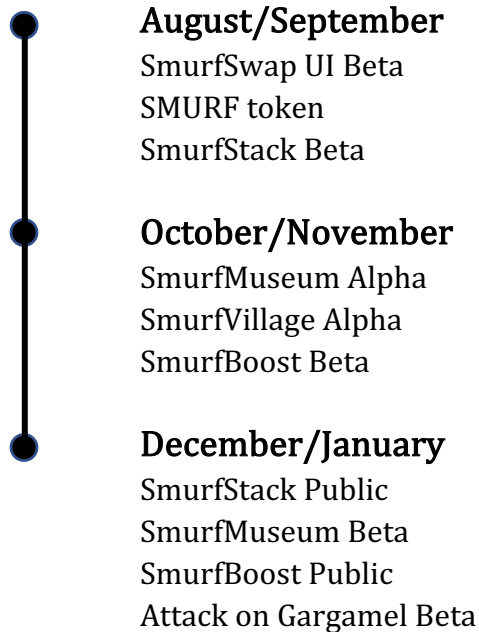 August/September
SmurfSwap UI Beta
SMURF token
SmurfStack Beta
October/November
SmurfMuseum Alpha
SmurfVillage Alpha
SmurfBoost Beta
December/January
SmurfStack Public
SmurfMuseum Beta
SmurfBoost Public
Attack on Gargamel Beta